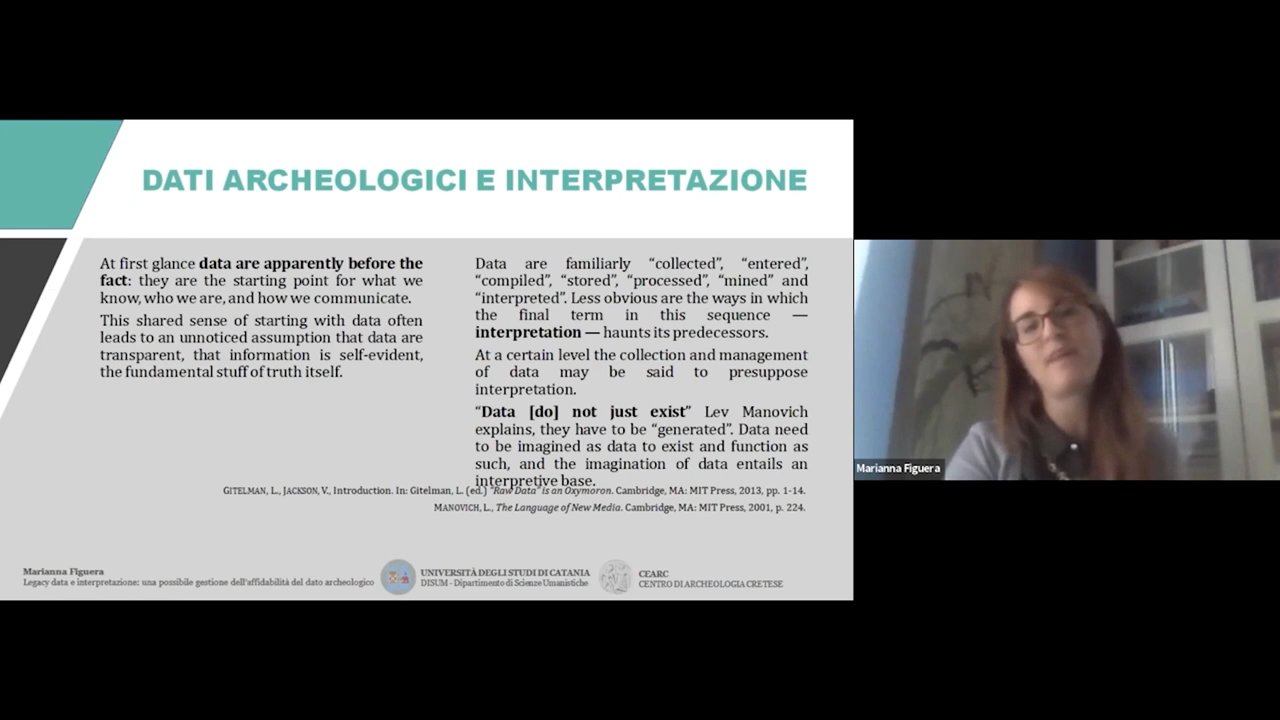 DATI ARCHEOLOGICI E INTERPRETAZIONE
At first glance data are apparently before the
fact: they are the starting point for what we
know, who we are, and how we communicate.
This shared sense of starting with data often
leads to an unnoticed assumption that data are
transparent, that information is self-evident,
the fundamental stuff of truth itself.
Data are familiarly “collected”, “entered”,
“compiled”, “stored”, “processed”, “mined” and
“interpreted”. Less obvious are the ways in which
the final term in this sequence —
interpretation — haunts its predecessors.
At a certain level the collection and management
of data may be said to presuppose
interpretation.
“Data [do] not just exist” Lev Manovich
explains, they have to be “generated”. Data need
to be imagined as data to exist and function as
such, and the imagination of data entails an
interpretive base.
GITELMAN, L., JACKSON, V., Introduction. In: Gitelman, L. (ed.) “Raw Data” is an Oxymoron. Cambridge, MA: MIT Press, 2013, pp. 1-14.
MANOVICH, L., The Language of New Media. Cambridge, MA: MIT Press, 2001, p. 224.
Marianna Figuera
Legacy data e interpretazione: una possibile gestione dell'affidabilità del dato archeologico
UNIVERSITÀ DEGLI STUDI DI CATANIA
DISUM - Dipartimento di Scienze Umanistiche
CEARC
CENTRO DI ARCHEOLOGIA CRETESE
Marianna Figuera